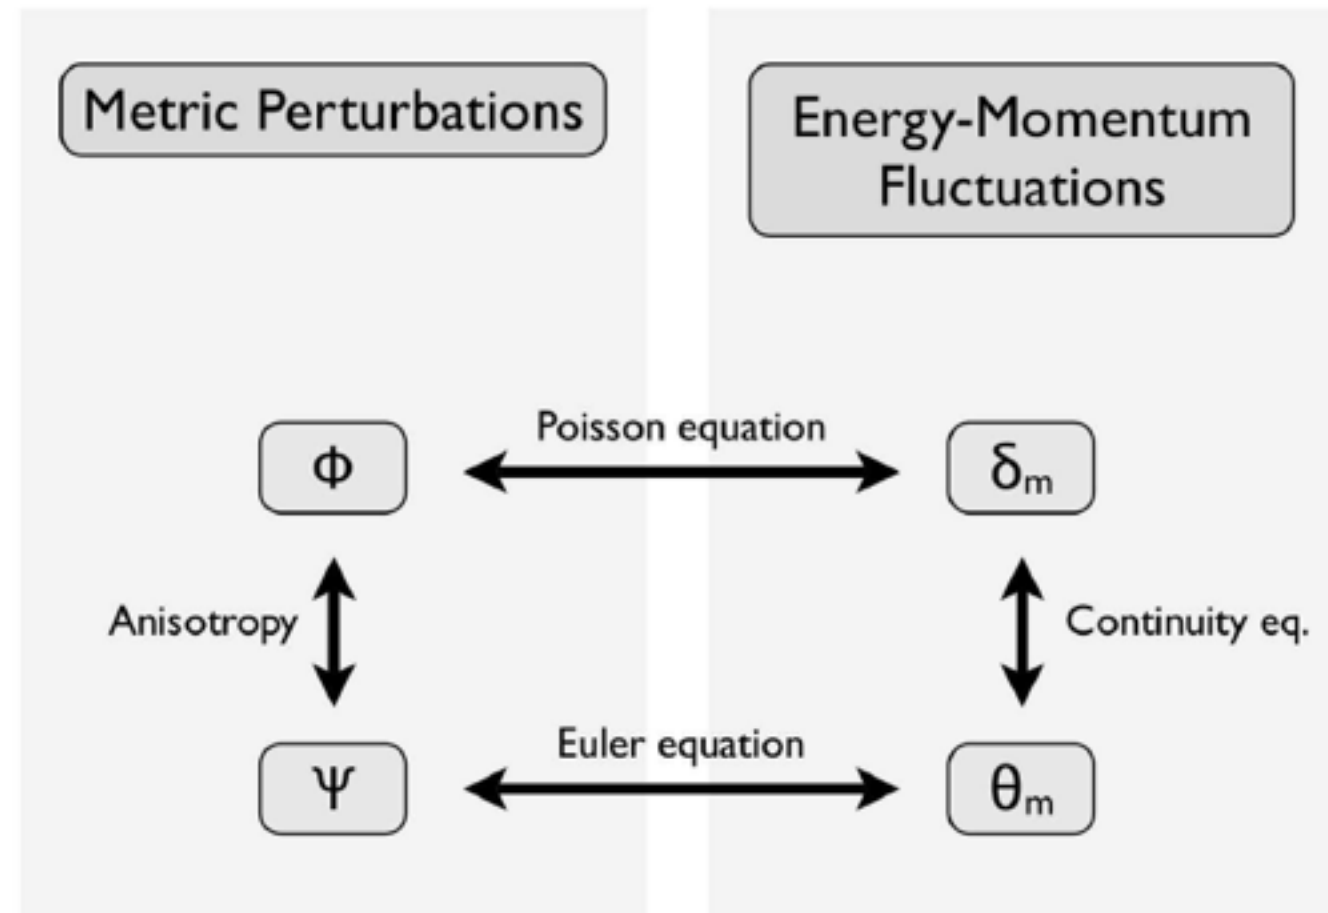 Metric Perturbations
Energy-Momentum
Fluctuations
Poisson equation
Φ
δm
Anisotropy
Continuity eq.
Euler equation
Ψ
θm